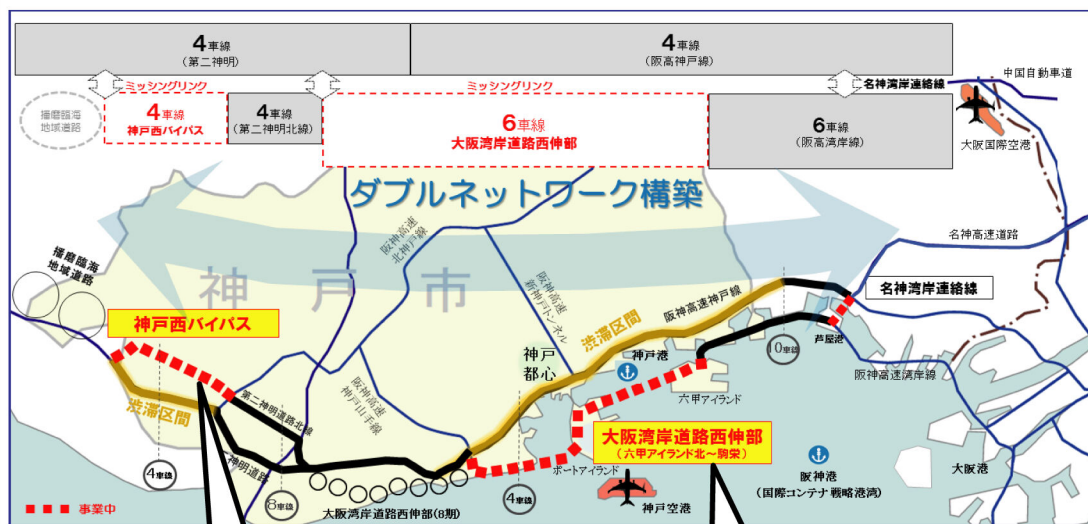 4車線
(第二神明)
4車線
(阪高神戸線)
ミッシングリンク
ミッシングリンク
名神湾岸連絡線
中国自動車道
播磨臨海
地域道路
4車線
神戸西バイパス
4車線
(第二神明北線)
6車線
大阪湾岸道路西伸部
6車線
(阪高湾岸線)
大阪国際空港
ダブルネットワーク構築
阪神高速
北神戸線
名神高速道路
播磨臨海
地域道路
神戸市
阪神高速
新神戸トンネル
阪神高速神戸線
名神湾岸連絡線
神戸西バイパス
渋滞区間
神戸港
10車線
芦屋港
神戸
都心
阪神高速湾岸線
六甲アイランド
第二神明道路北線
阪神高速
神戸山手線
渋滞区間
大阪湾岸道路西伸部
(六甲アイランド北～駒栄)
神明道路
4車線
8車線
4車線
ポートアイランド
阪神港
(国際コンテナ戦略港湾)
大阪港
事業中
大阪湾岸道路西伸部(8期)
神戸空港